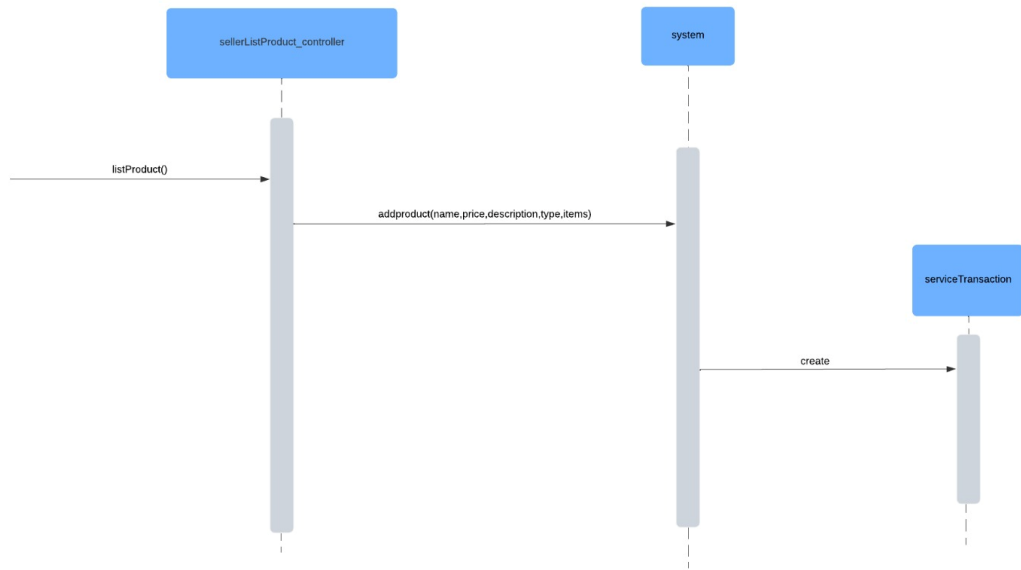 sellerListProduct_controller
system
listProduct()
addproduct(name,price,description,type,items)
serviceTransaction
create